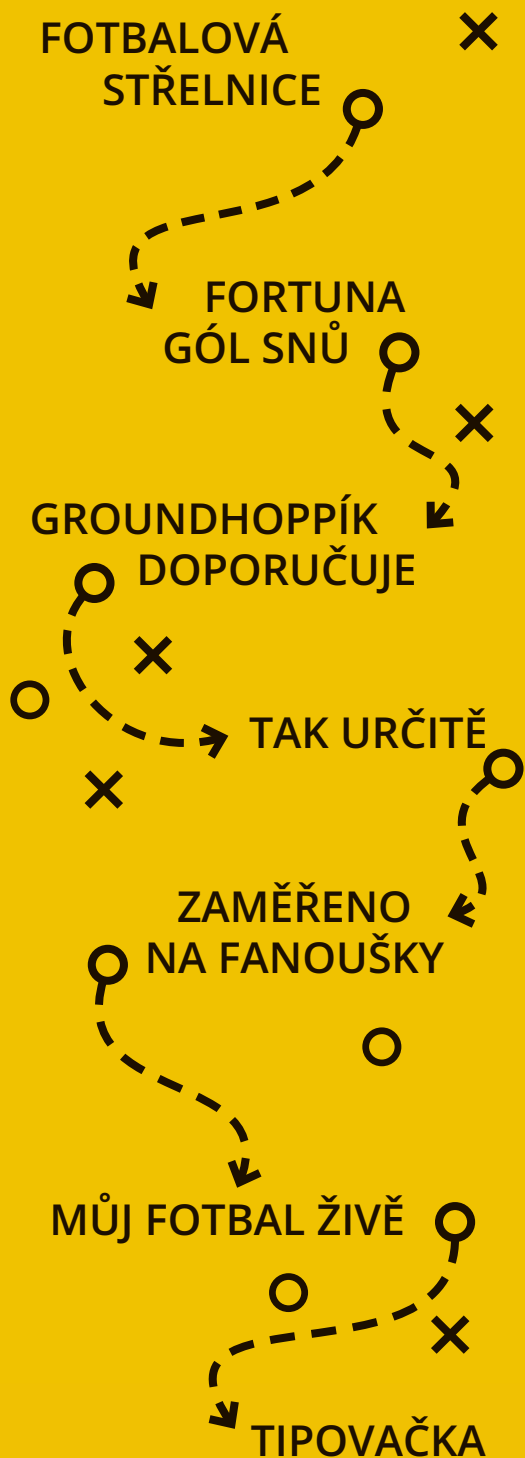 FOTBALOVÁ
STŘELNICE
FORTUNA
GÓL SNŮ
GROUNDHOPPÍK
DOPORUČUJE
TAK URČITĚ
ZAMĚŘENO
NA FANOUŠKY
MŮJ FOTBAL ŽIVĚ
TIPOVAČKA